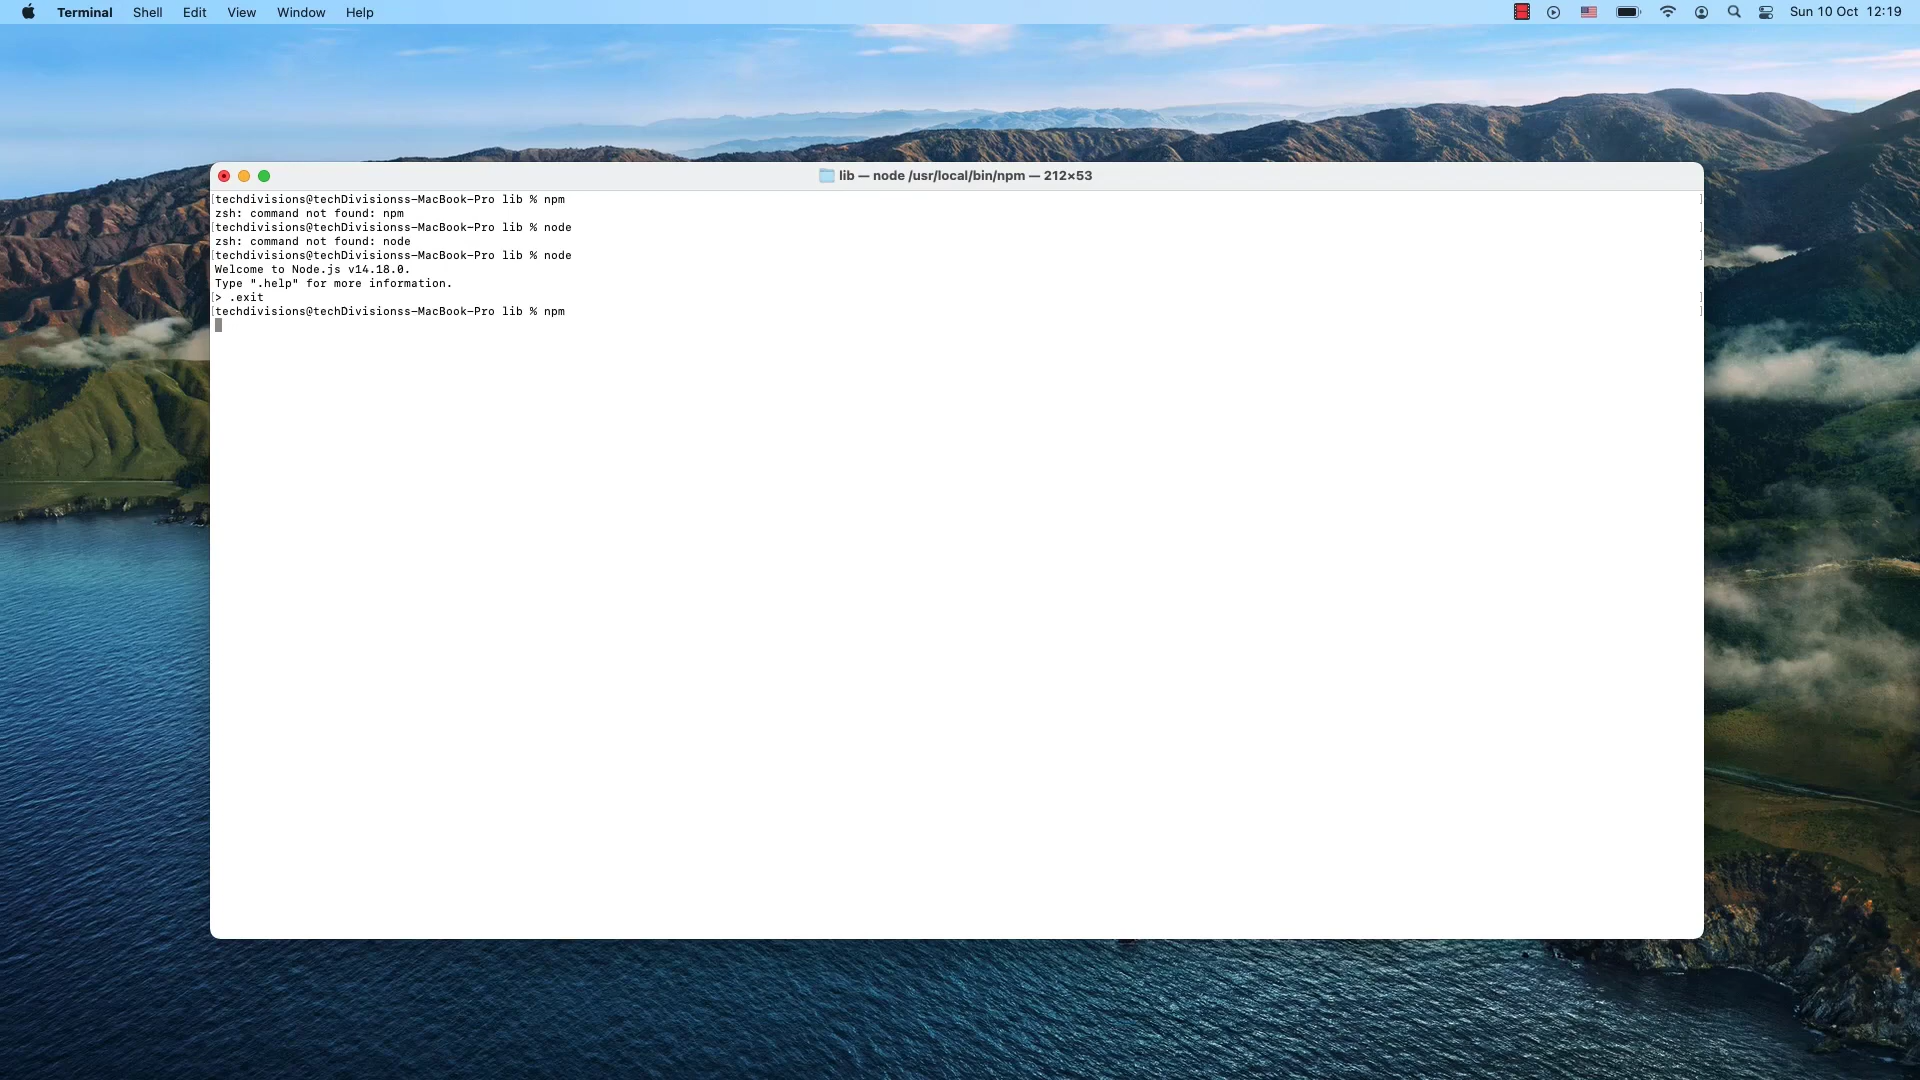 Terminal Shell Edit View Window Help Sun 10 Oct 12:19
lib — node /usr/local/bin/npm — 212×53
[techdivisions@techDivisionss-MacBook-Pro lib % npm ]
zsh: command not found: npm
[techdivisions@techDivisionss-MacBook-Pro lib % node ]
zsh: command not found: node
[techdivisions@techDivisionss-MacBook-Pro lib % node ]
Welcome to Node.js v14.18.0.
Type ".help" for more information.
[> .exit ]
[techdivisions@techDivisionss-MacBook-Pro lib % npm ]